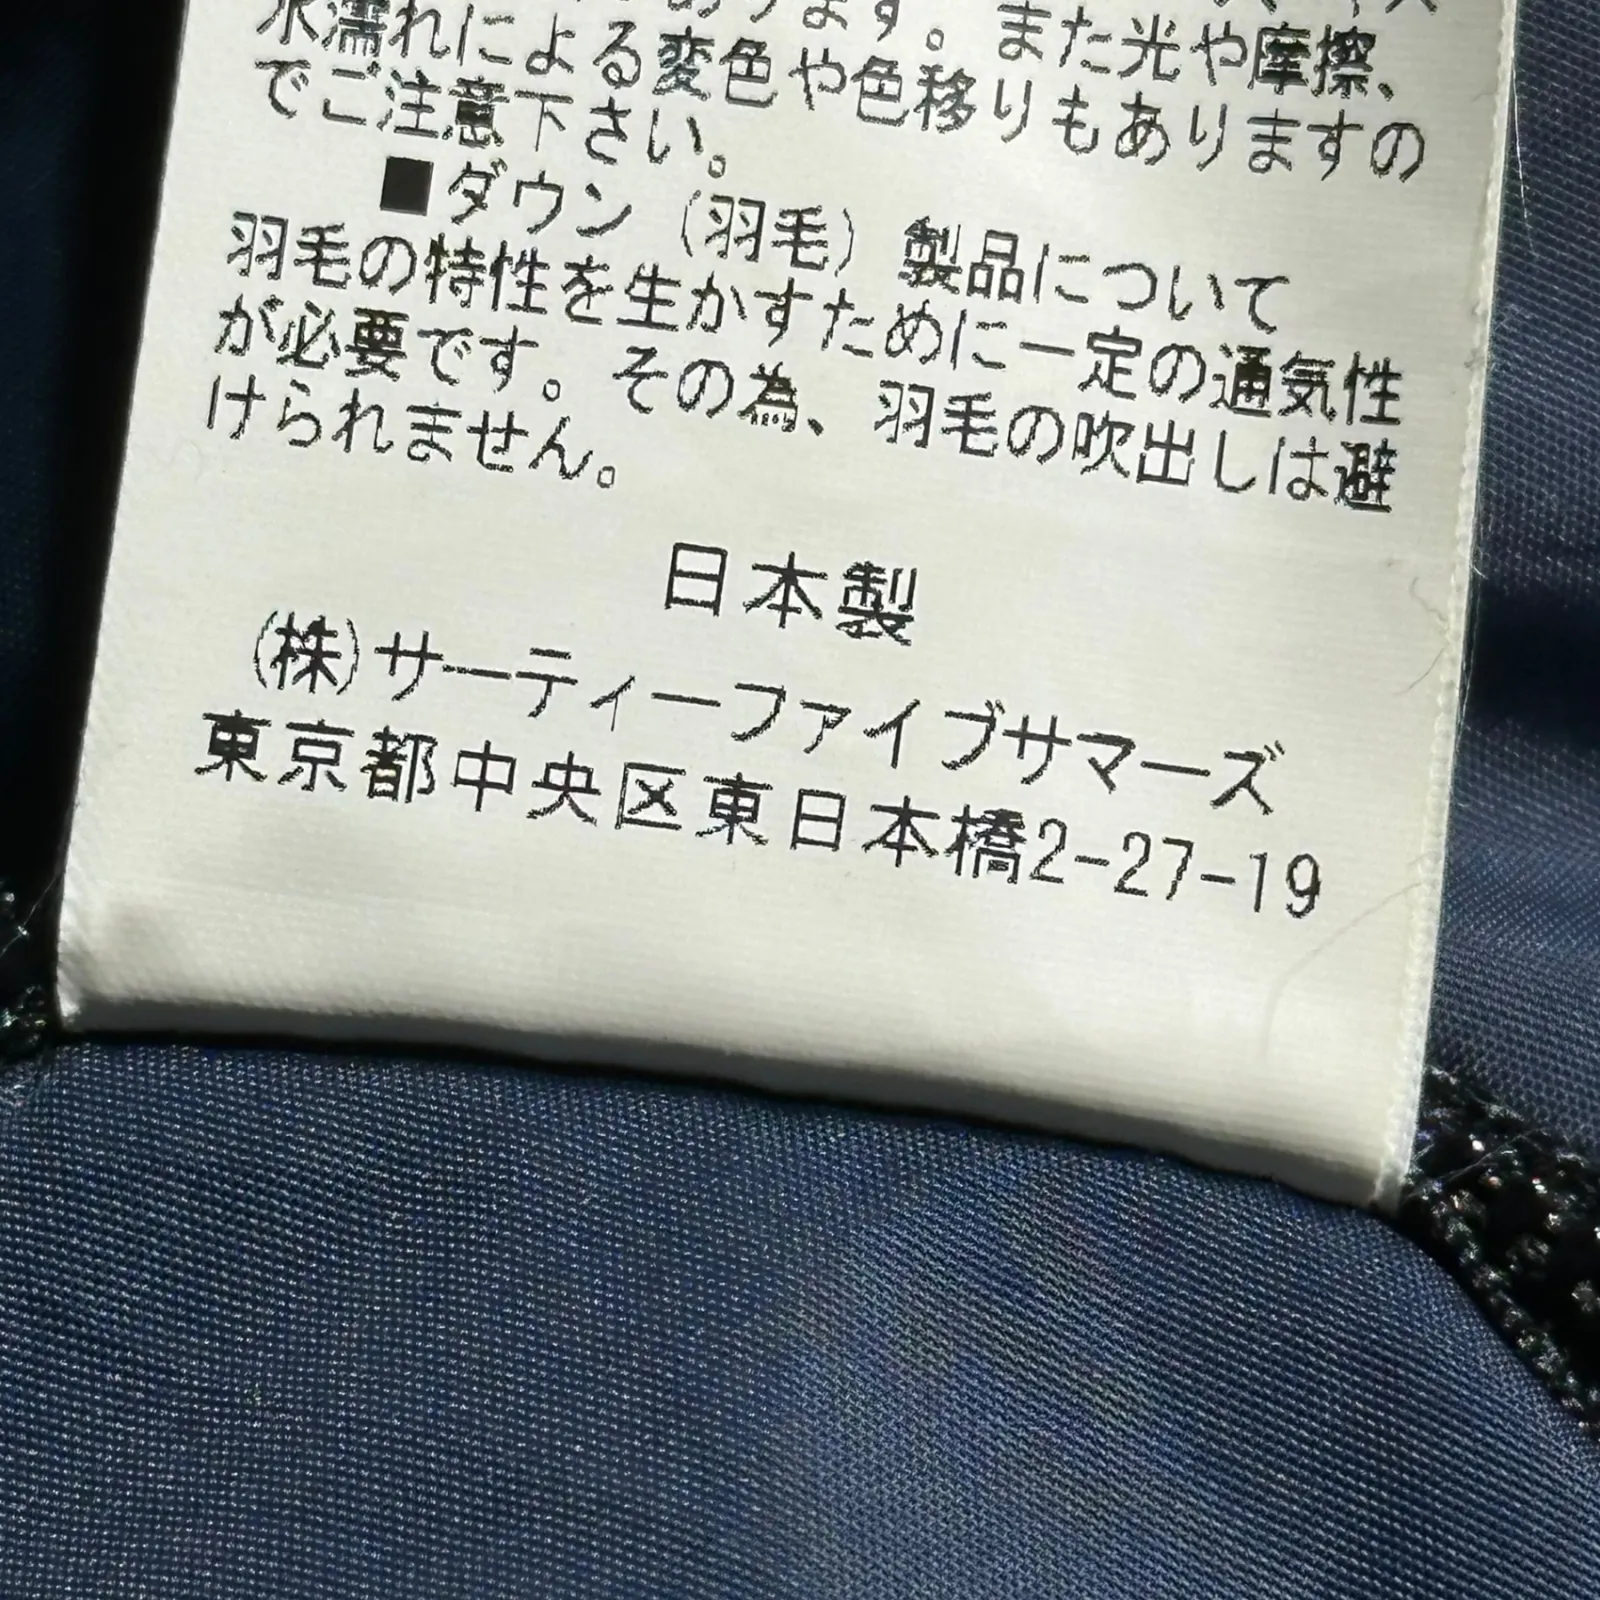 あります。また光や摩擦、
水濡れによる変色や色移りもありますの
でご注意下さい。
■ダウン（羽毛）製品について
羽毛の特性を生かすために一定の通気性
が必要です。その為、羽毛の吹出しは避
けられません。
日本製
(株)サーティーファイブサマーズ
東京都中央区東日本橋2-27-19